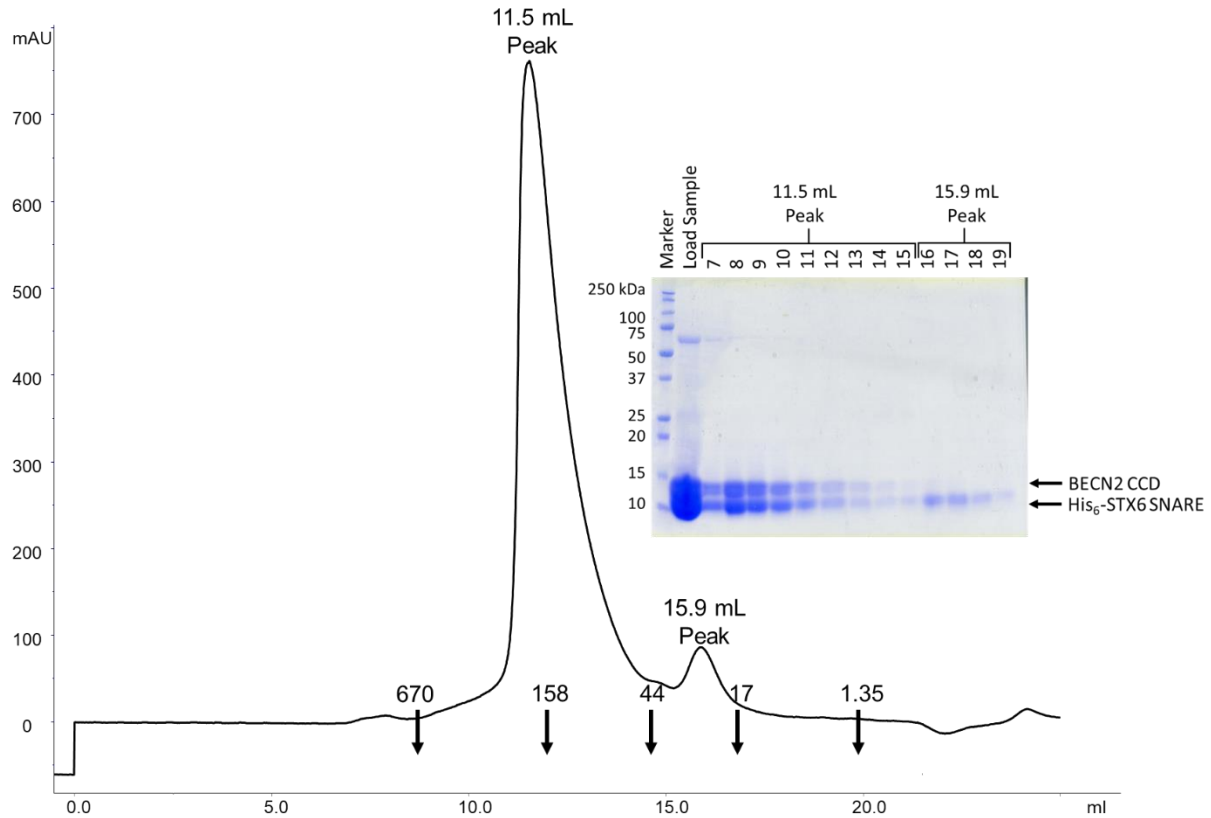 11.5 mL
Peak
mAU
700
600
500
400
300
200
100
0
Marker
Load Sample
11.5 mL
Peak
15.9 mL
Peak
7
8
9
10
11
12
13
14
15
16
17
18
19
250 kDa
100
75
50
37
25
20
15
10
BECN2 CCD
His₆-STX6 SNARE
15.9 mL
Peak
670
158
44
17
1.35
0.0
5.0
10.0
15.0
20.0
ml